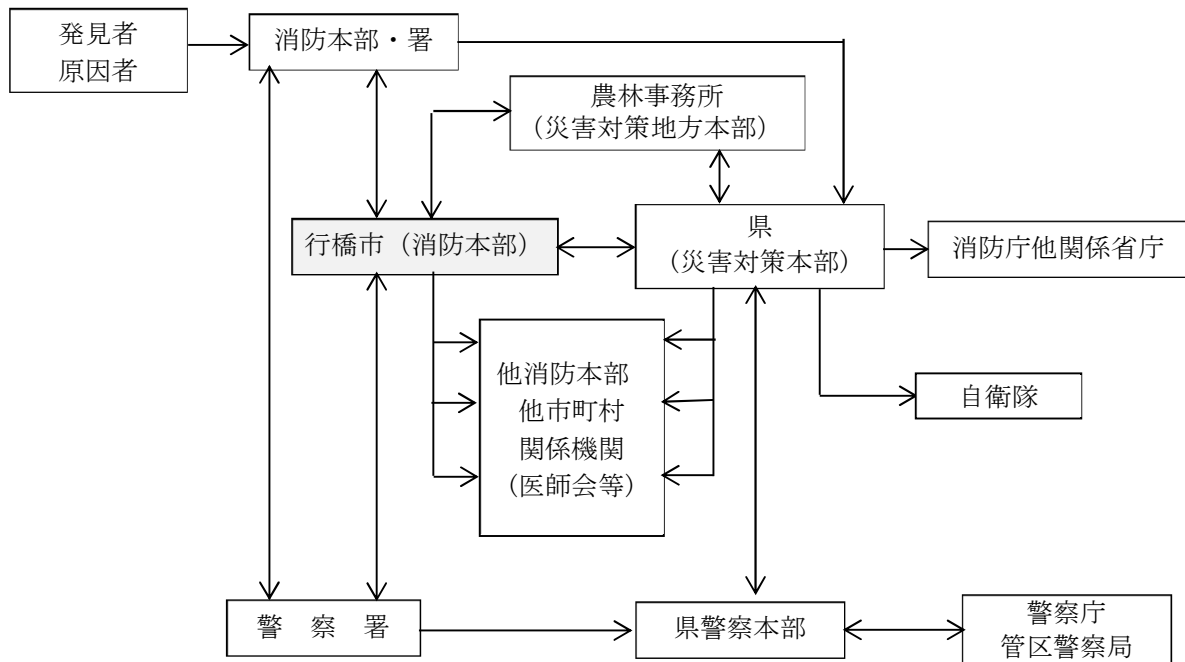 発見者
原因者
消防本部・署
農林事務所
(災害対策地方本部)
行橋市(消防本部)
県
(災害対策本部)
消防庁他関係省庁
他消防本部
他市町村
関係機関
(医師会等)
自衛隊
警 察 署
県警察本部
警察庁
管区警察局